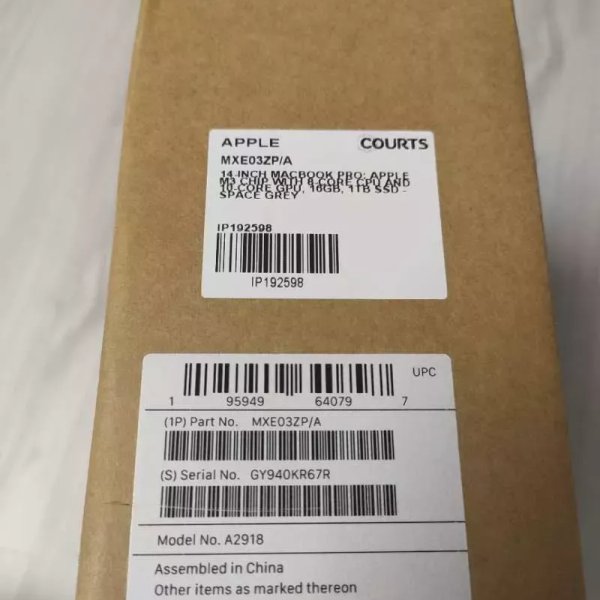 APPLE COURTS
MXE03ZP/A
14-INCH MACBOOK PRO: APPLE
M3 CHIP WITH 8-CORE CPU AND
10-CORE GPU, 16GB, 1TB SSD -
SPACE GREY
IP192598
IP192598
UPC
1 95949 64079 7
(1P) Part No. MXE03ZP/A
(S) Serial No. GY940KR67R
Model No. A2918
Assembled in China
Other items as marked thereon